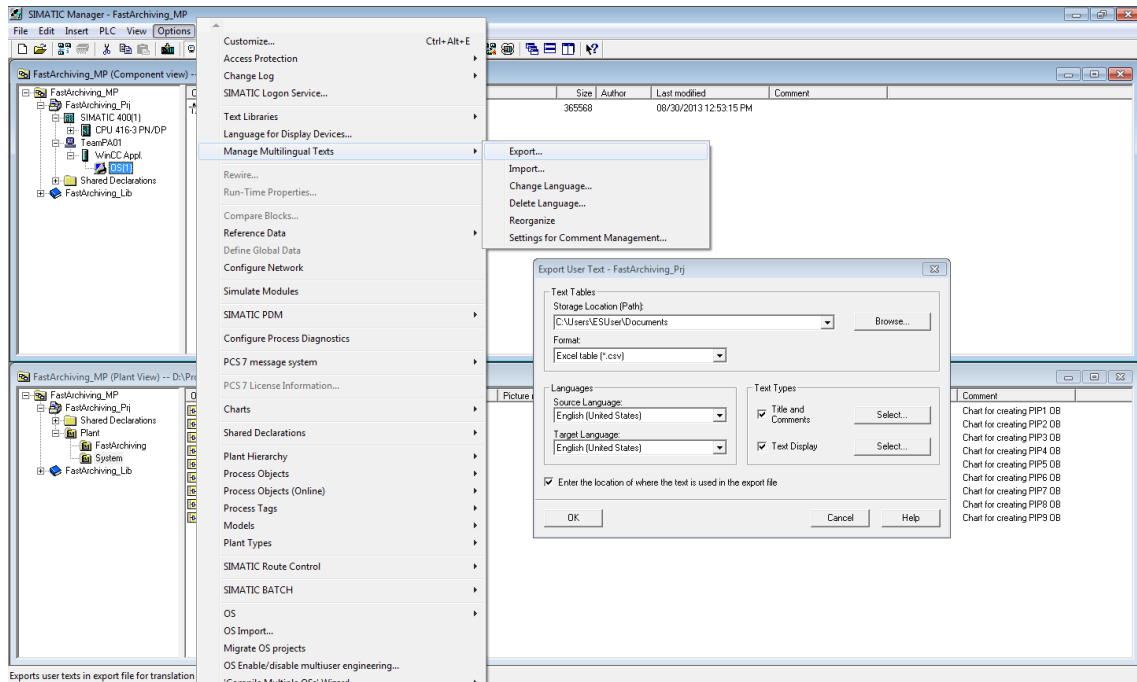 SIMATIC Manager - FastArchiving_MP
File Edit Insert PLC View Options
FastArchiving_MP (Component view) --
FastArchiving_MP
FastArchiving_Prj
SIMATIC 400(1)
CPU 416-3 PN/DP
TeamPA01
WinCC Appl.
OS(1)
Shared Declarations
FastArchiving_Lib
Size Author Last modified Comment
365568 08/30/2013 12:53:15 PM
Customize... Ctrl+Alt+E
Access Protection
Change Log
SIMATIC Logon Service...
Text Libraries
Language for Display Devices...
Manage Multilingual Texts
Rewire...
Run-Time Properties...
Compare Blocks...
Reference Data
Define Global Data
Configure Network
Simulate Modules
SIMATIC PDM
Configure Process Diagnostics
PCS 7 message system
PCS 7 License Information...
Charts
Shared Declarations
Plant Hierarchy
Process Objects
Process Objects (Online)
Process Tags
Models
Plant Types
SIMATIC Route Control
SIMATIC BATCH
OS
OS Import...
Migrate OS projects
OS Enable/disable multiuser engineering...
'Compile Multiple OSs' Wizard
Export...
Import...
Change Language...
Delete Language...
Reorganize
Settings for Comment Management...
Export User Text - FastArchiving_Prj
Text Tables
Storage Location (Path):
C:\Users\ESUser\Documents
Browse...
Format:
Excel table (*.csv)
Languages
Source Language:
English (United States)
Target Language:
English (United States)
Text Types
Title and
Comments
Select...
Text Display
Select...
Enter the location of where the text is used in the export file
OK Cancel Help
FastArchiving_MP (Plant View) -- D:\Pro
FastArchiving_MP
FastArchiving_Prj
Shared Declarations
Plant
FastArchiving
System
FastArchiving_Lib
Picture
Comment
Chart for creating PIP1 OB
Chart for creating PIP2 OB
Chart for creating PIP3 OB
Chart for creating PIP4 OB
Chart for creating PIP5 OB
Chart for creating PIP6 OB
Chart for creating PIP7 OB
Chart for creating PIP8 OB
Chart for creating PIP9 OB
Exports user texts in export file for translation